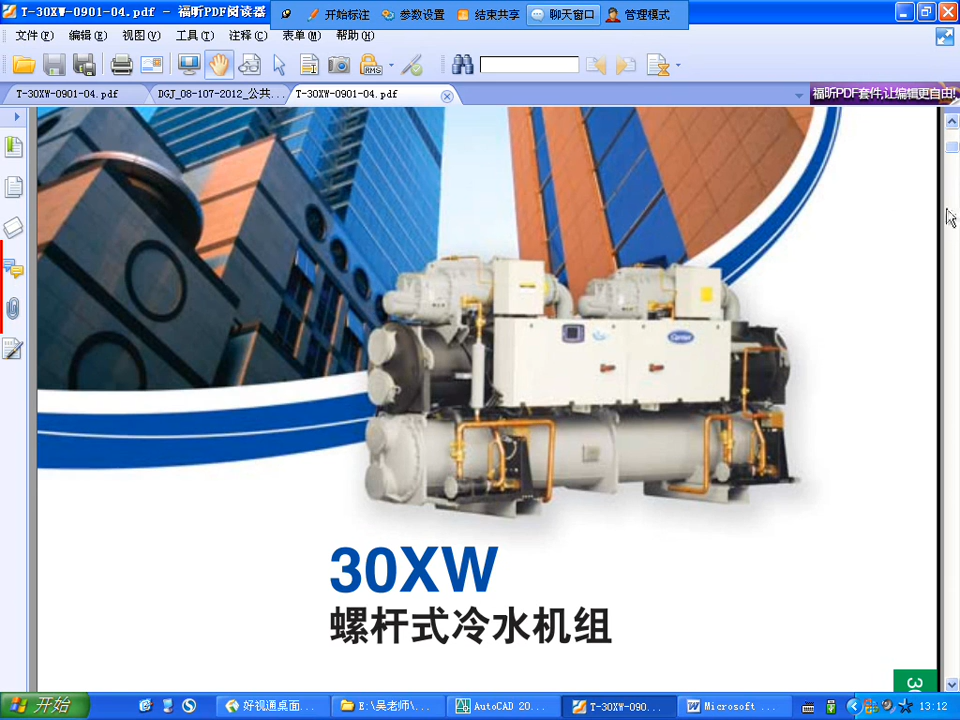 T-30XW-0901-04.pdf - 福昕PDF阅读器
开始标注 参数设置 结束共享 聊天窗口 管理模式
文件(F) 编辑(E) 视图(V) 工具(T) 注释(C) 表单(M) 帮助(H)
RMS
T-30XW-0901-04.pdf DGJ_08-107-2012_公共... T-30XW-0901-04.pdf 福昕PDF套件,让编辑更自由!
Carrier
30XW
螺杆式冷水机组
开始 好视通桌面... E:\吴老师\... AutoCAD 20... T-30XW-090... Microsoft ... 13:12